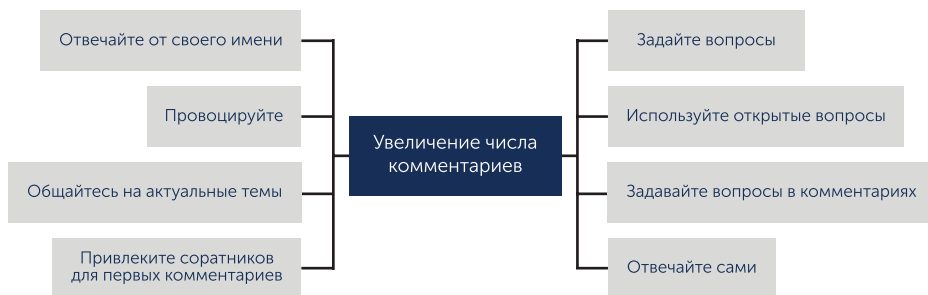 Отвечайте от своего имени
Провоцируйте
Общайтесь на актуальные темы
Привлеките соратников
для первых комментариев
Увеличение числа
комментариев
Задайте вопросы
Используйте открытые вопросы
Задавайте вопросы в комментариях
Отвечайте сами